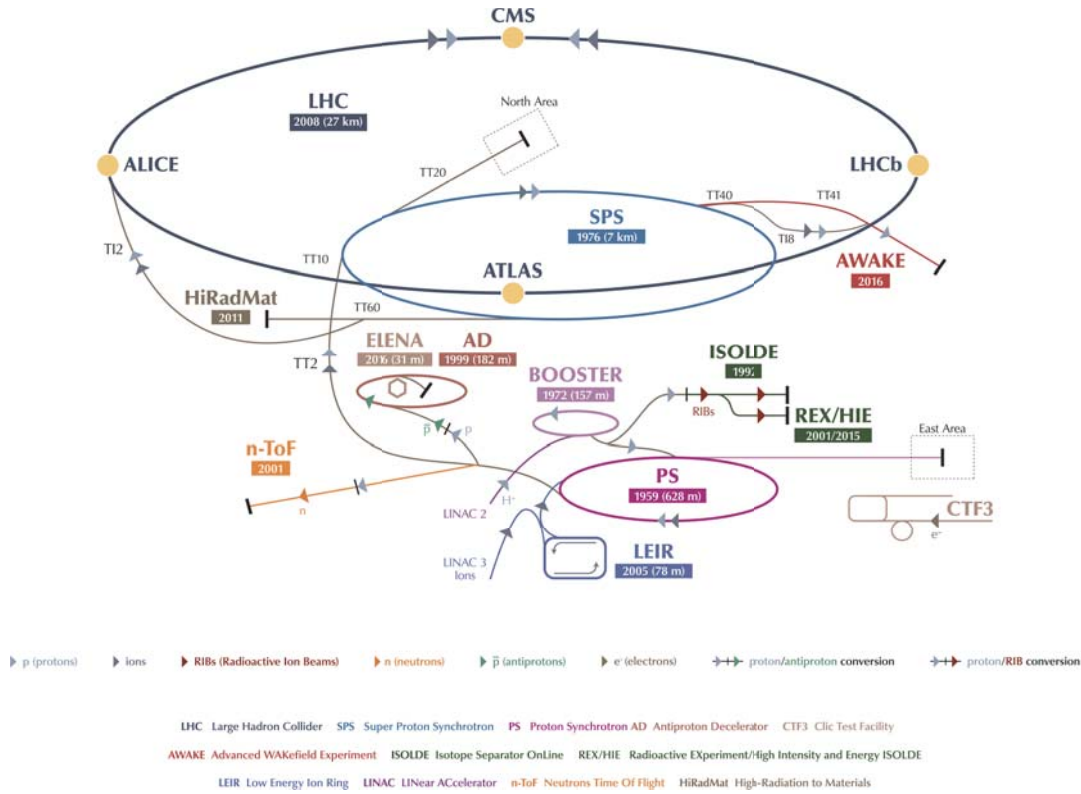 CMS
LHC
2008 (27 km)
North Area
ALICE
LHCb
TT20
TT40
TT41
SPS
1976 (7 km)
TI8
TI2
TT10
ATLAS
AWAKE
2016
HiRadMat
2011
TT60
ELENA
2016 (31 m)
AD
1999 (182 m)
TT2
BOOSTER
1972 (157 m)
ISOLDE
1992
RIBs
REX/HIE
2001/2015
East Area
p̅
p
n-ToF
2001
n
PS
1959 (628 m)
LINAC 2
H⁻
CTF3
e⁻
LINAC 3
Ions
LEIR
2005 (78 m)
p (protons) ions RIBs (Radioactive Ion Beams) n (neutrons) p̅ (antiprotons) e⁻ (electrons) proton/antiproton conversion proton/RIB conversion
LHC Large Hadron Collider SPS Super Proton Synchrotron PS Proton Synchrotron AD Antiproton Decelerator CTF3 Clic Test Facility
AWAKE Advanced WAKefield Experiment ISOLDE Isotope Separator OnLine REX/HIE Radioactive EXperiment/High Intensity and Energy ISOLDE
LEIR Low Energy Ion Ring LINAC LINear ACcelerator n-ToF Neutrons Time Of Flight HiRadMat High-Radiation to Materials